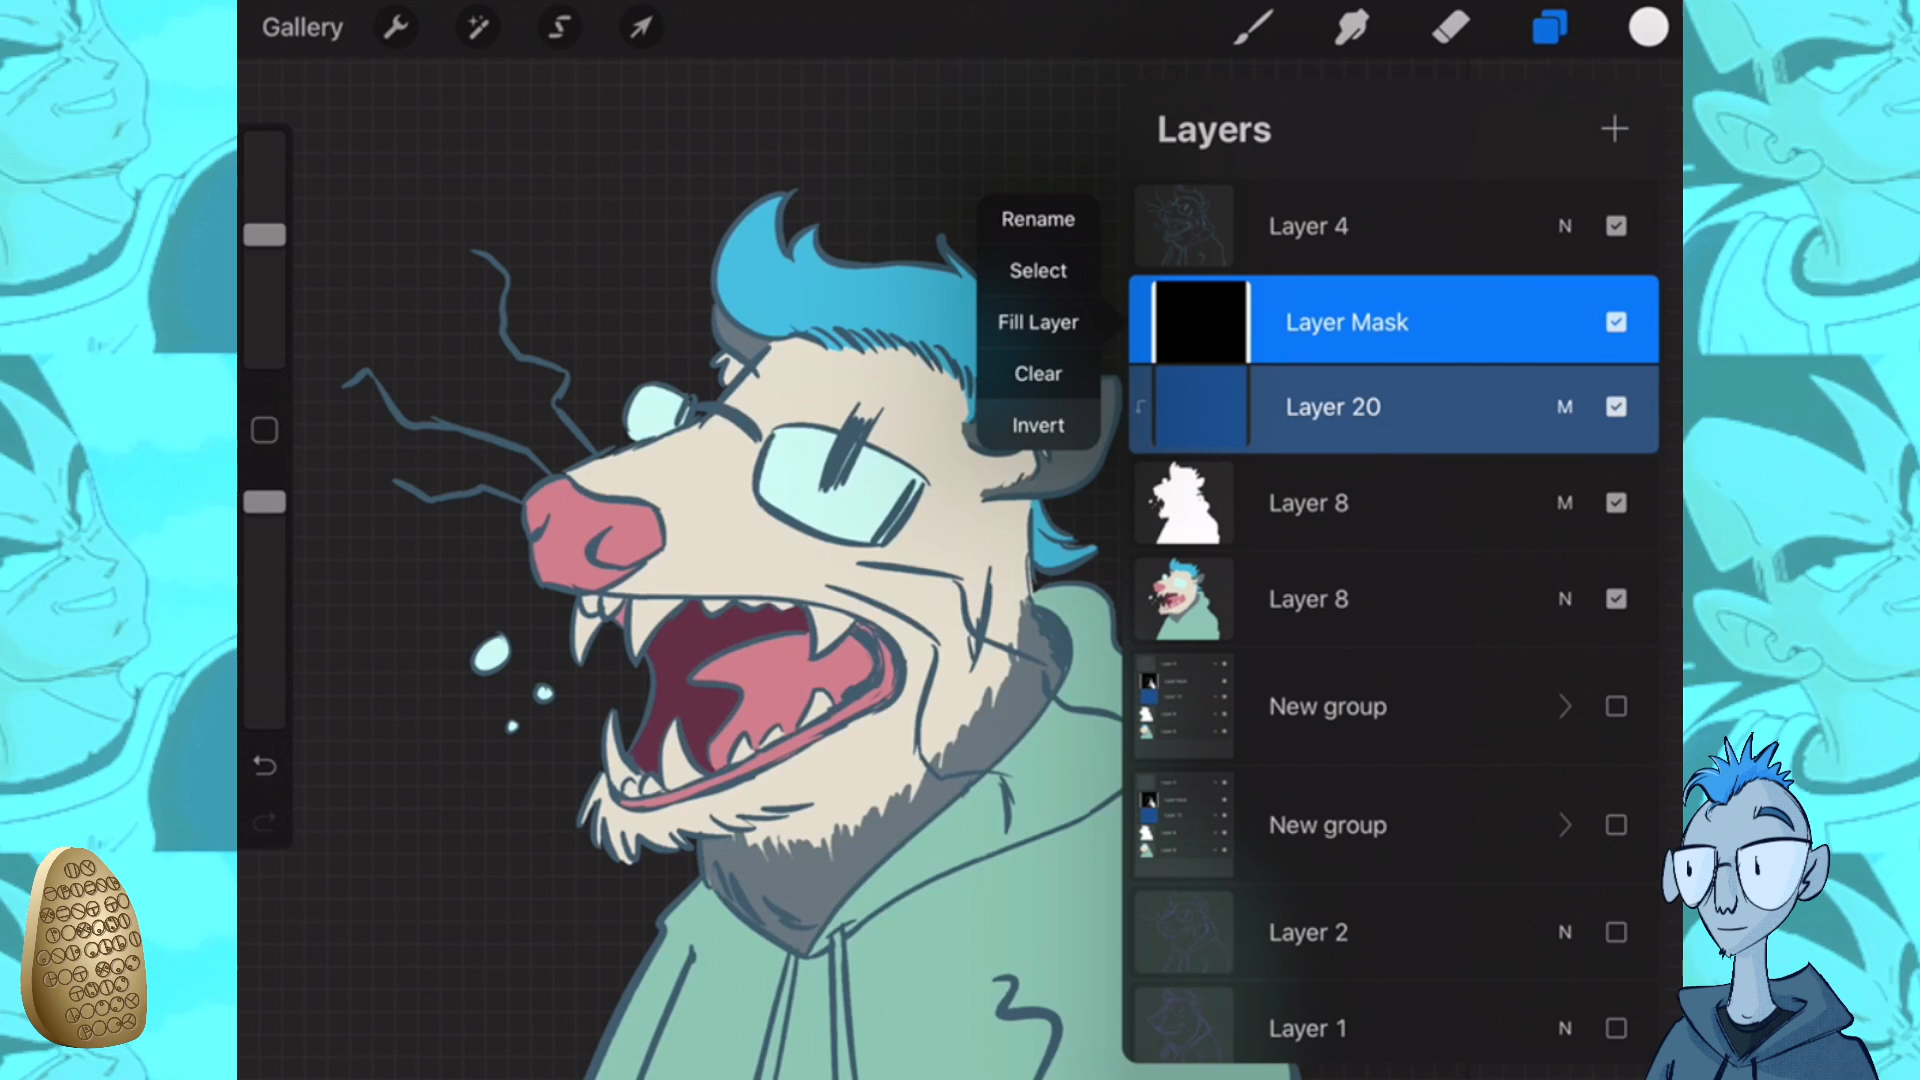 Gallery
Layers
Rename
Select
Fill Layer
Clear
Invert
Layer 4 N
Layer Mask
Layer 20 M
Layer 8 M
Layer 8 N
New group
New group
Layer 2 N
Layer 1 N